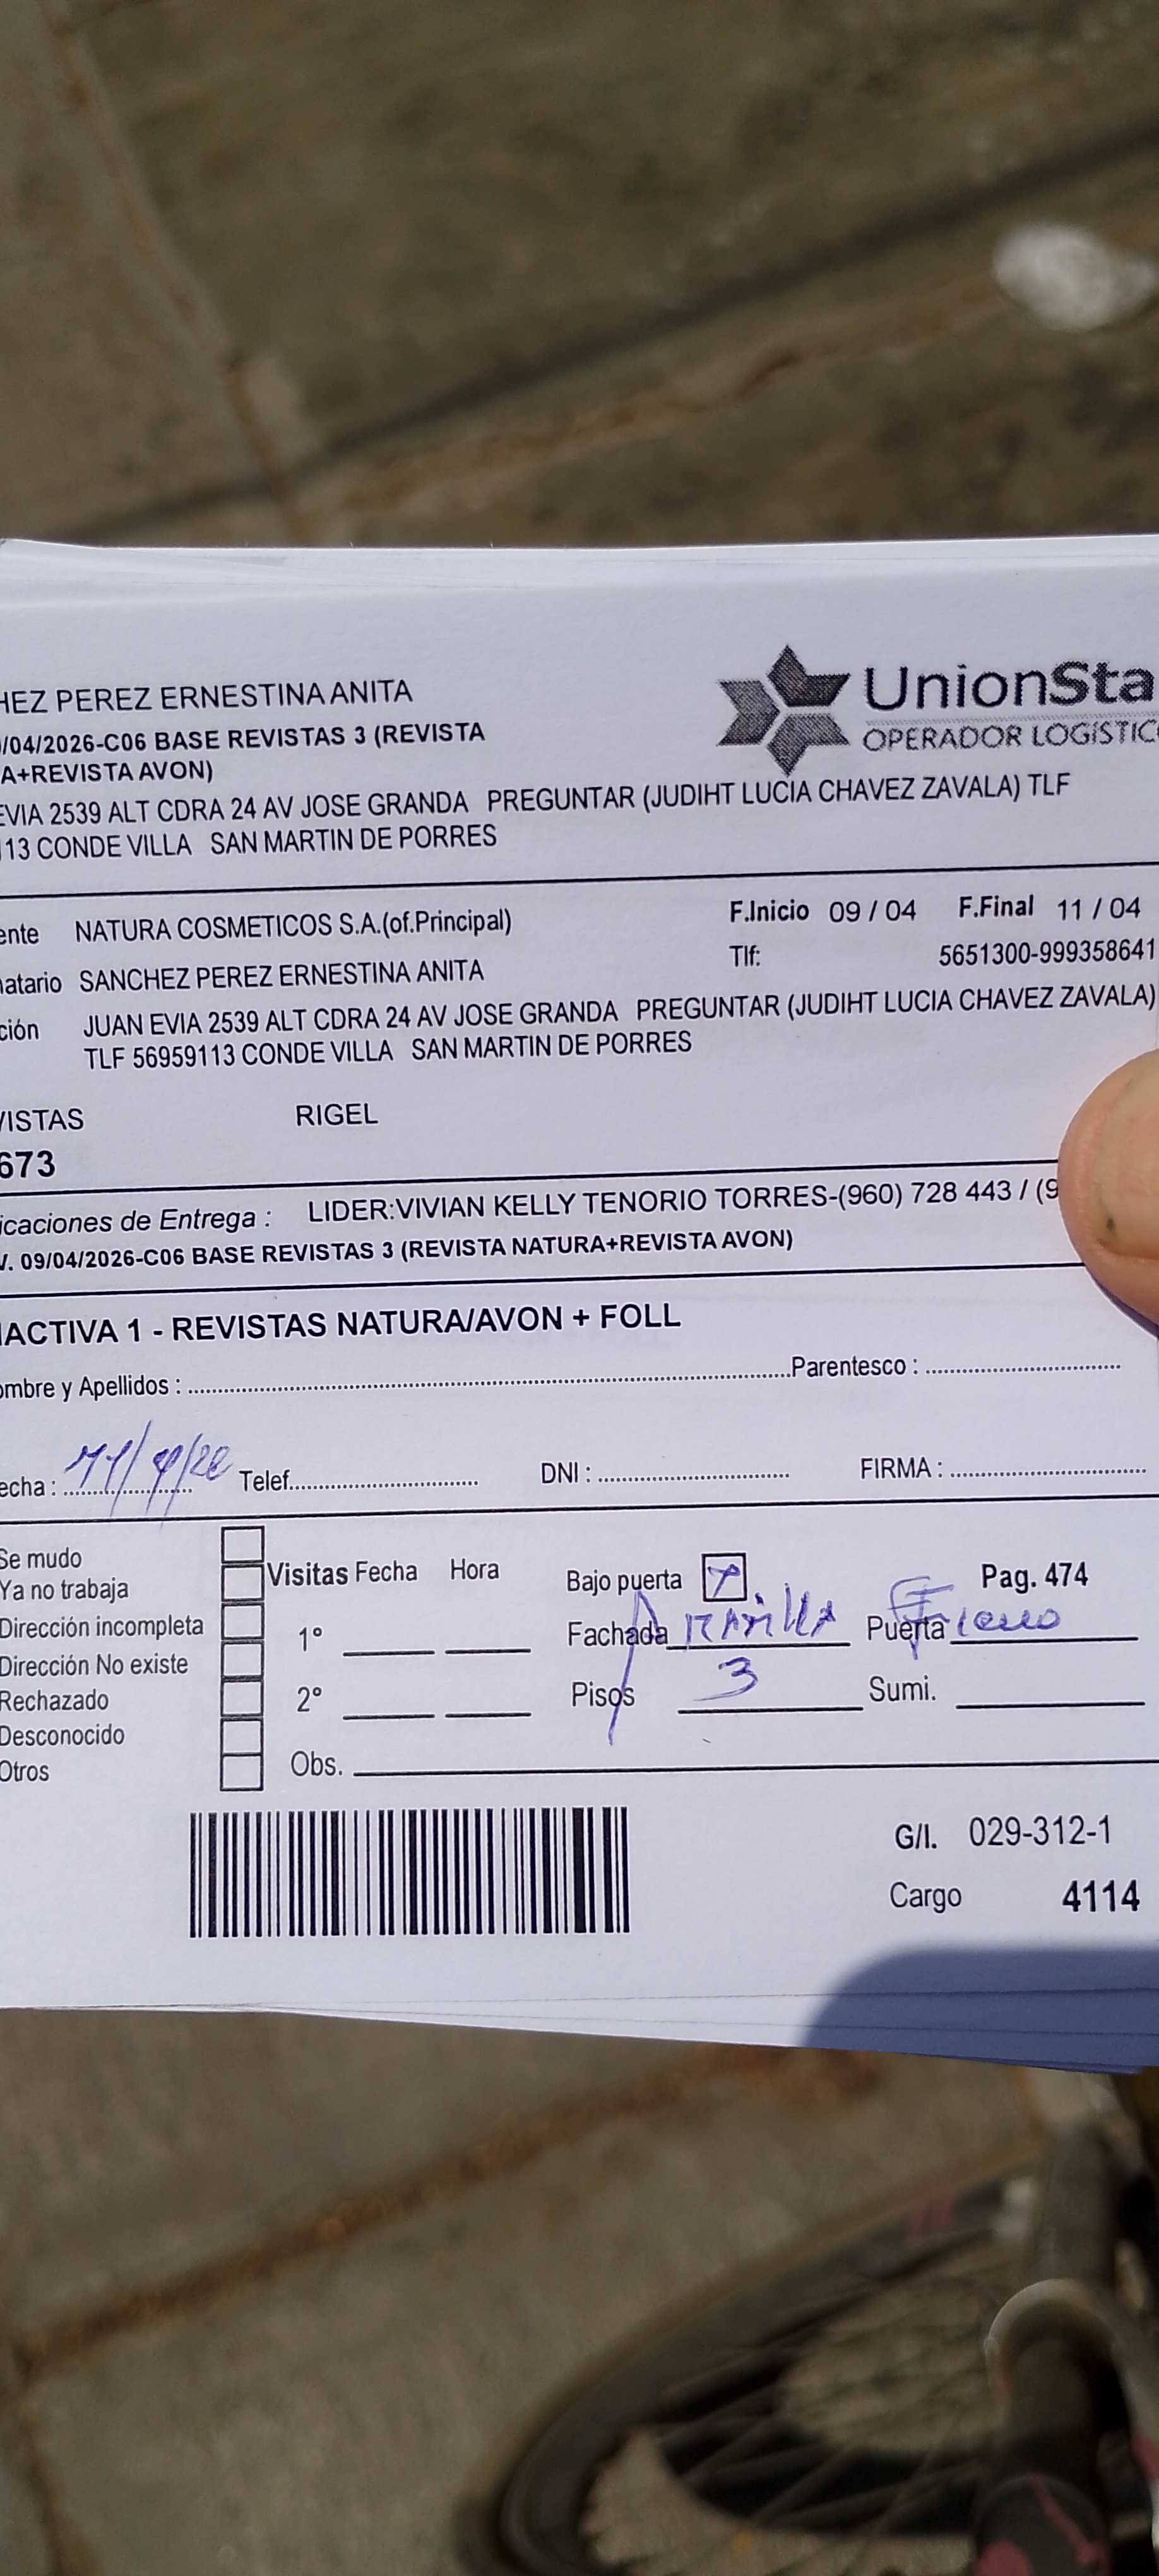 HEZ PEREZ ERNESTINA ANITA
UnionSta
OPERADOR LOGÍSTIC
/04/2026-C06 BASE REVISTAS 3 (REVISTA
A+REVISTA AVON)
EVIA 2539 ALT CDRA 24 AV JOSE GRANDA PREGUNTAR (JUDIHT LUCIA CHAVEZ ZAVALA) TLF
113 CONDE VILLA SAN MARTIN DE PORRES
ente NATURA COSMETICOS S.A.(of.Principal) F.Inicio 09 / 04 F.Final 11 / 04
Tlf: 5651300-999358641
natario SANCHEZ PEREZ ERNESTINA ANITA
ción JUAN EVIA 2539 ALT CDRA 24 AV JOSE GRANDA PREGUNTAR (JUDIHT LUCIA CHAVEZ ZAVALA)
TLF 56959113 CONDE VILLA SAN MARTIN DE PORRES
VISTAS RIGEL
673
icaciones de Entrega : LIDER:VIVIAN KELLY TENORIO TORRES-(960) 728 443 / (9
V. 09/04/2026-C06 BASE REVISTAS 3 (REVISTA NATURA+REVISTA AVON)
IACTIVA 1 - REVISTAS NATURA/AVON + FOLL
ombre y Apellidos : Parentesco :
echa : Telef. DNI : FIRMA :
Se mudo
Ya no trabaja
Dirección incompleta
Dirección No existe
Rechazado
Desconocido
Otros
Visitas Fecha Hora
1°
2°
Obs.
Bajo puerta Pag. 474
Fachada Puerta
Pisos 3 Sumi.
G/I. 029-312-1
Cargo 4114